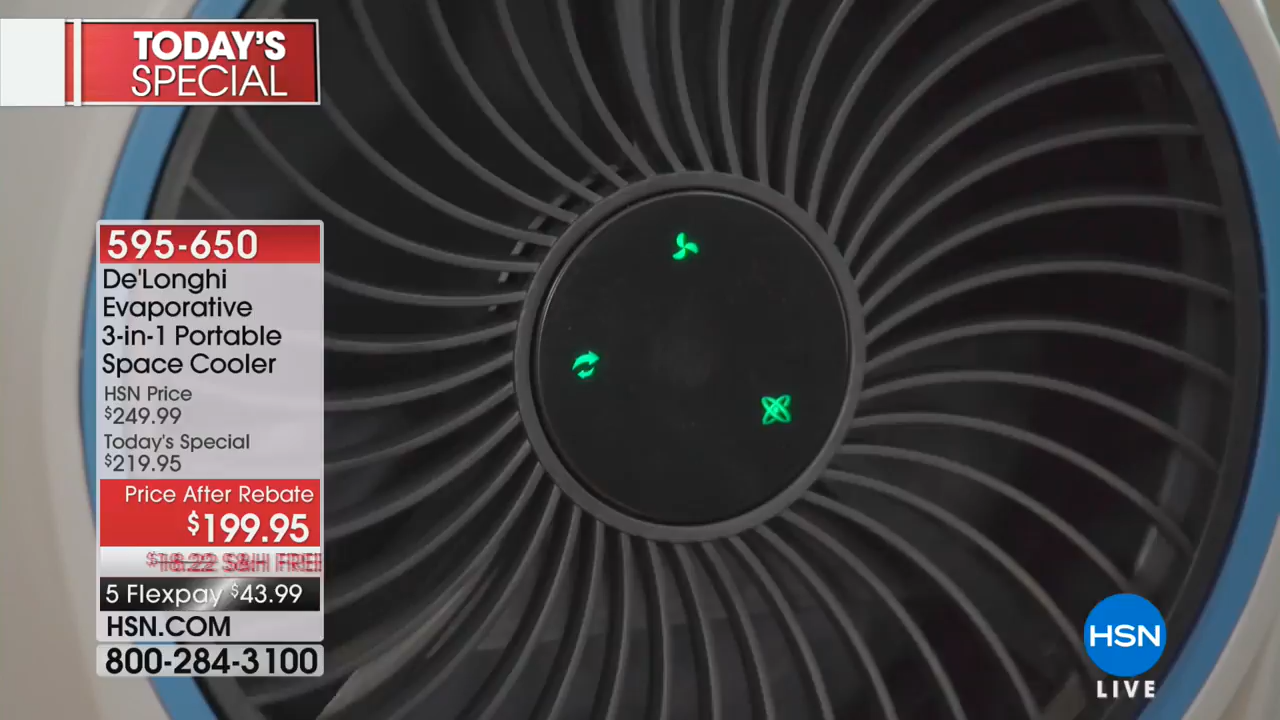 TODAY'S
SPECIAL
595-650
De'Longhi
Evaporative
3-in-1 Portable
Space Cooler
HSN Price
$249.99
Today's Special
$219.95
Price After Rebate
$199.95
S&H FREE
5 Flexpay $43.99
HSN.COM
800-284-3100
HSN
LIVE